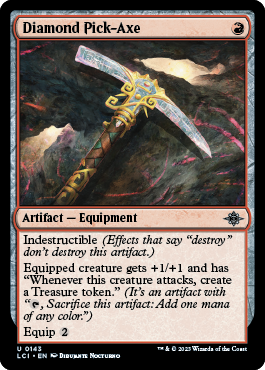 Diamond Pick-Axe
Artifact — Equipment
Indestructible (Effects that say “destroy”
don’t destroy this artifact.)
Equipped creature gets +1/+1 and has
“Whenever this creature attacks, create
a Treasure token.” (It’s an artifact with
“, Sacrifice this artifact: Add one mana
of any color.”)
Equip 2
U 0143
LCI • EN Dibujante Nocturno
™ & © 2023 Wizards of the Coast